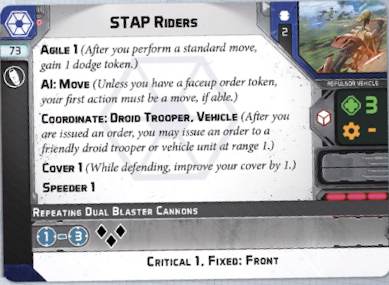 STAP RIDERS
73
2
AGILE 1 (After you perform a standard move,
gain 1 dodge token.)
AI: MOVE (Unless you have a faceup order token,
your first action must be a move, if able.)
COORDINATE: DROID TROOPER, VEHICLE (After you
are issued an order, you may issue an order to a
friendly droid trooper or vehicle unit at range 1.)
COVER 1 (While defending, improve your cover by 1.)
SPEEDER 1
REPULSOR VEHICLE
3
-
REPEATING DUAL BLASTER CANNONS
1-3
CRITICAL 1, FIXED: FRONT